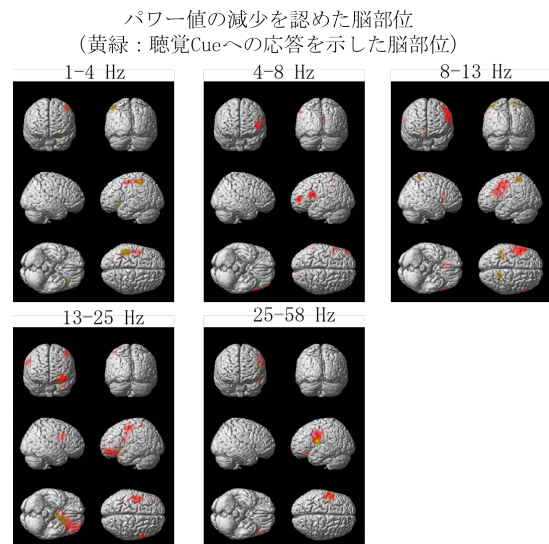 パワー値の減少を認めた脳部位
(黄緑：聴覚Cueへの応答を示した脳部位)
1-4 Hz
4-8 Hz
8-13 Hz
13-25 Hz
25-58 Hz